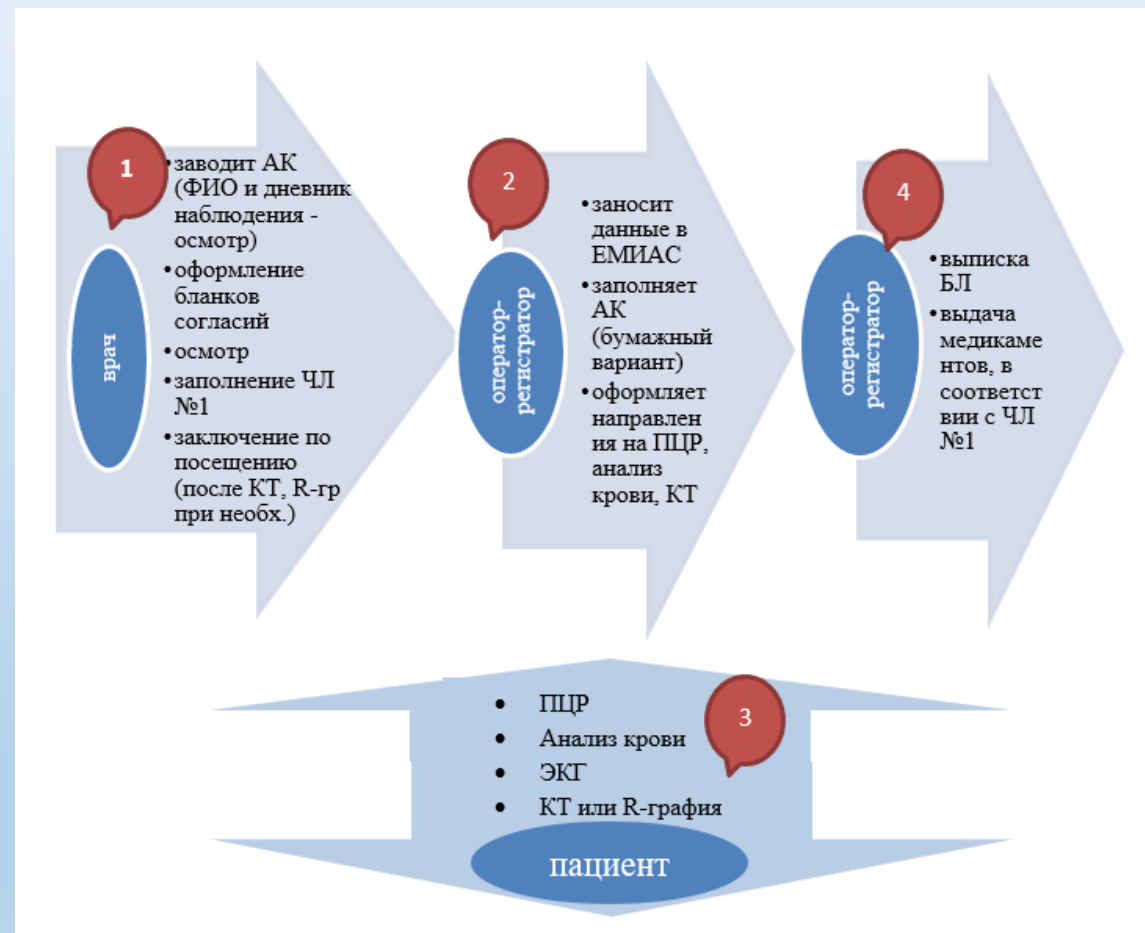 1
врач
•заводит АК
(ФИО и дневник
наблюдения -
осмотр)
•оформление
бланков
согласий
•осмотр
•заполнение ЧЛ
№1
•заключение по
посещению
(после КТ, R-гр
при необх.)
2
оператор-
регистратор
•заносит
данные в
ЕМИАС
•заполняет
АК
(бумажный
вариант)
•оформляет
направлен
ия на ПЦР,
анализ
крови, КТ
4
оператор-
регистратор
•выписка
БЛ
•выдача
медикаме
нтов, в
соответст
вии с ЧЛ
№1
3
• ПЦР
• Анализ крови
• ЭКГ
• КТ или R-графия
пациент